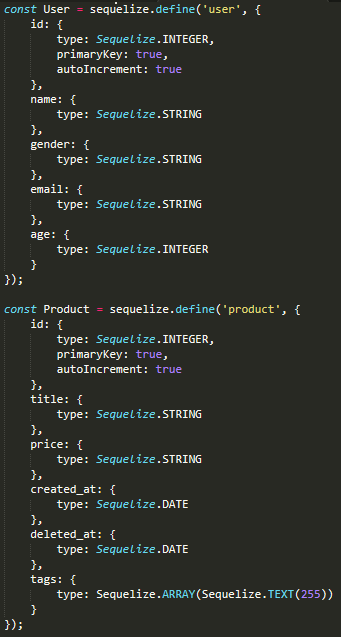 const User = sequelize.define('user', {
    id: {
        type: Sequelize.INTEGER,
        primaryKey: true,
        autoIncrement: true
    },
    name: {
        type: Sequelize.STRING
    },
    gender: {
        type: Sequelize.STRING
    },
    email: {
        type: Sequelize.STRING
    },
    age: {
        type: Sequelize.INTEGER
    }
});

const Product = sequelize.define('product', {
    id: {
        type: Sequelize.INTEGER,
        primaryKey: true,
        autoIncrement: true
    },
    title: {
        type: Sequelize.STRING
    },
    price: {
        type: Sequelize.STRING
    },
    created_at: {
        type: Sequelize.DATE
    },
    deleted_at: {
        type: Sequelize.DATE
    },
    tags: {
        type: Sequelize.ARRAY(Sequelize.TEXT(255))
    }
});